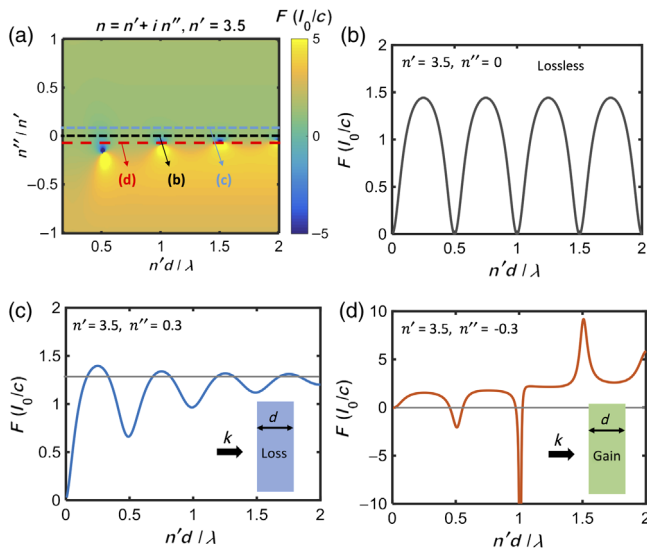 (a)
n = n′ + i n″, n′ = 3.5
F (I₀/c)
n″/n′
1
0.5
0
−0.5
−1
0.5
1
1.5
2
n′d / λ
5
0
−5
(d)
(b)
(c)
(b)
n′ = 3.5, n″ = 0
Lossless
F (I₀/c)
2
1.5
1
0.5
0
0
0.5
1
1.5
2
n′d / λ
(c)
n′ = 3.5, n″ = 0.3
F (I₀/c)
2
1.5
1
0.5
0
0
0.5
1
1.5
2
n′d / λ
k
d
Loss
(d)
n′ = 3.5, n″ = -0.3
F (I₀/c)
10
5
0
−5
−10
0
0.5
1
1.5
2
n′d / λ
k
d
Gain